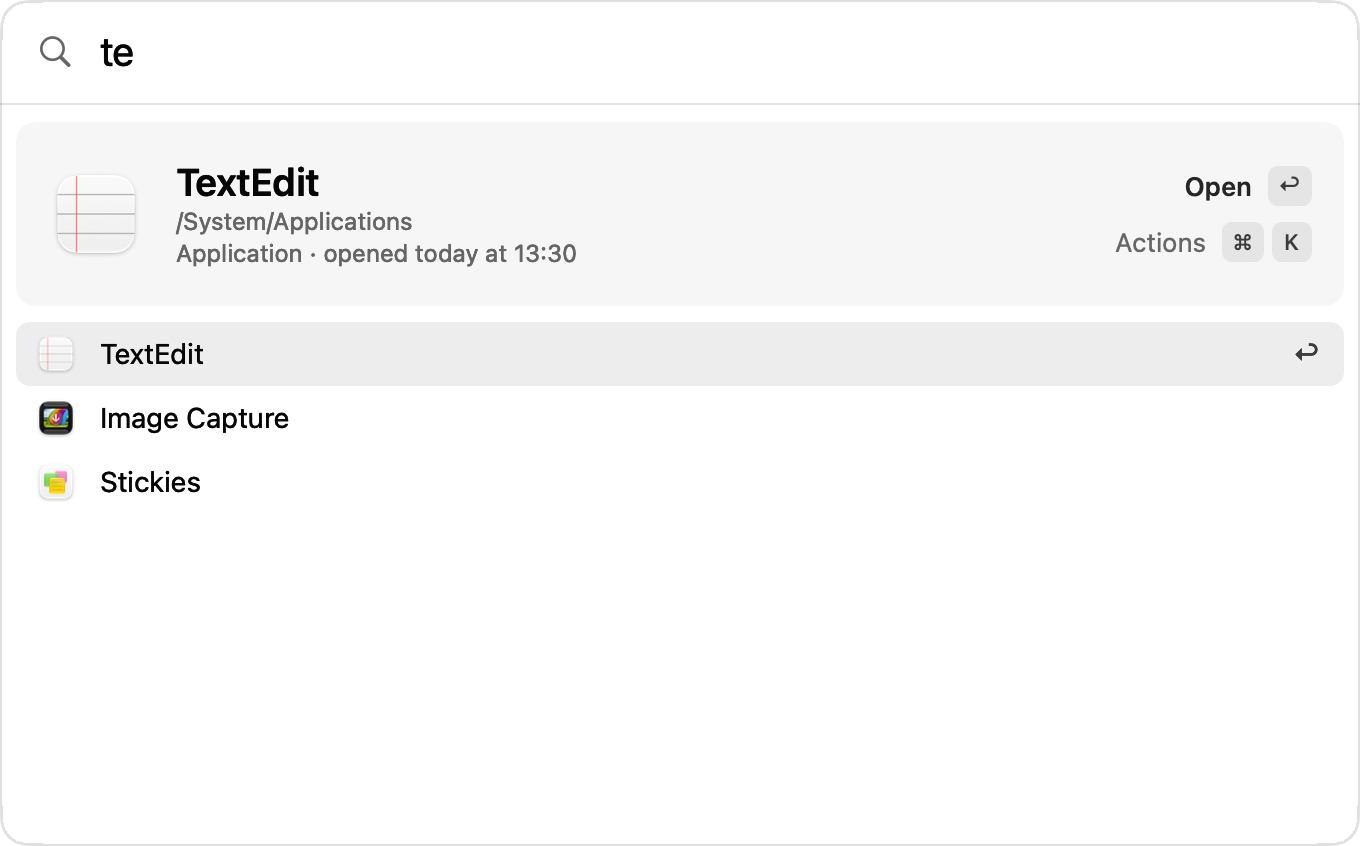 te
TextEdit
/System/Applications
Application · opened today at 13:30
Open ↩
Actions ⌘ K
TextEdit ↩
Image Capture
Stickies